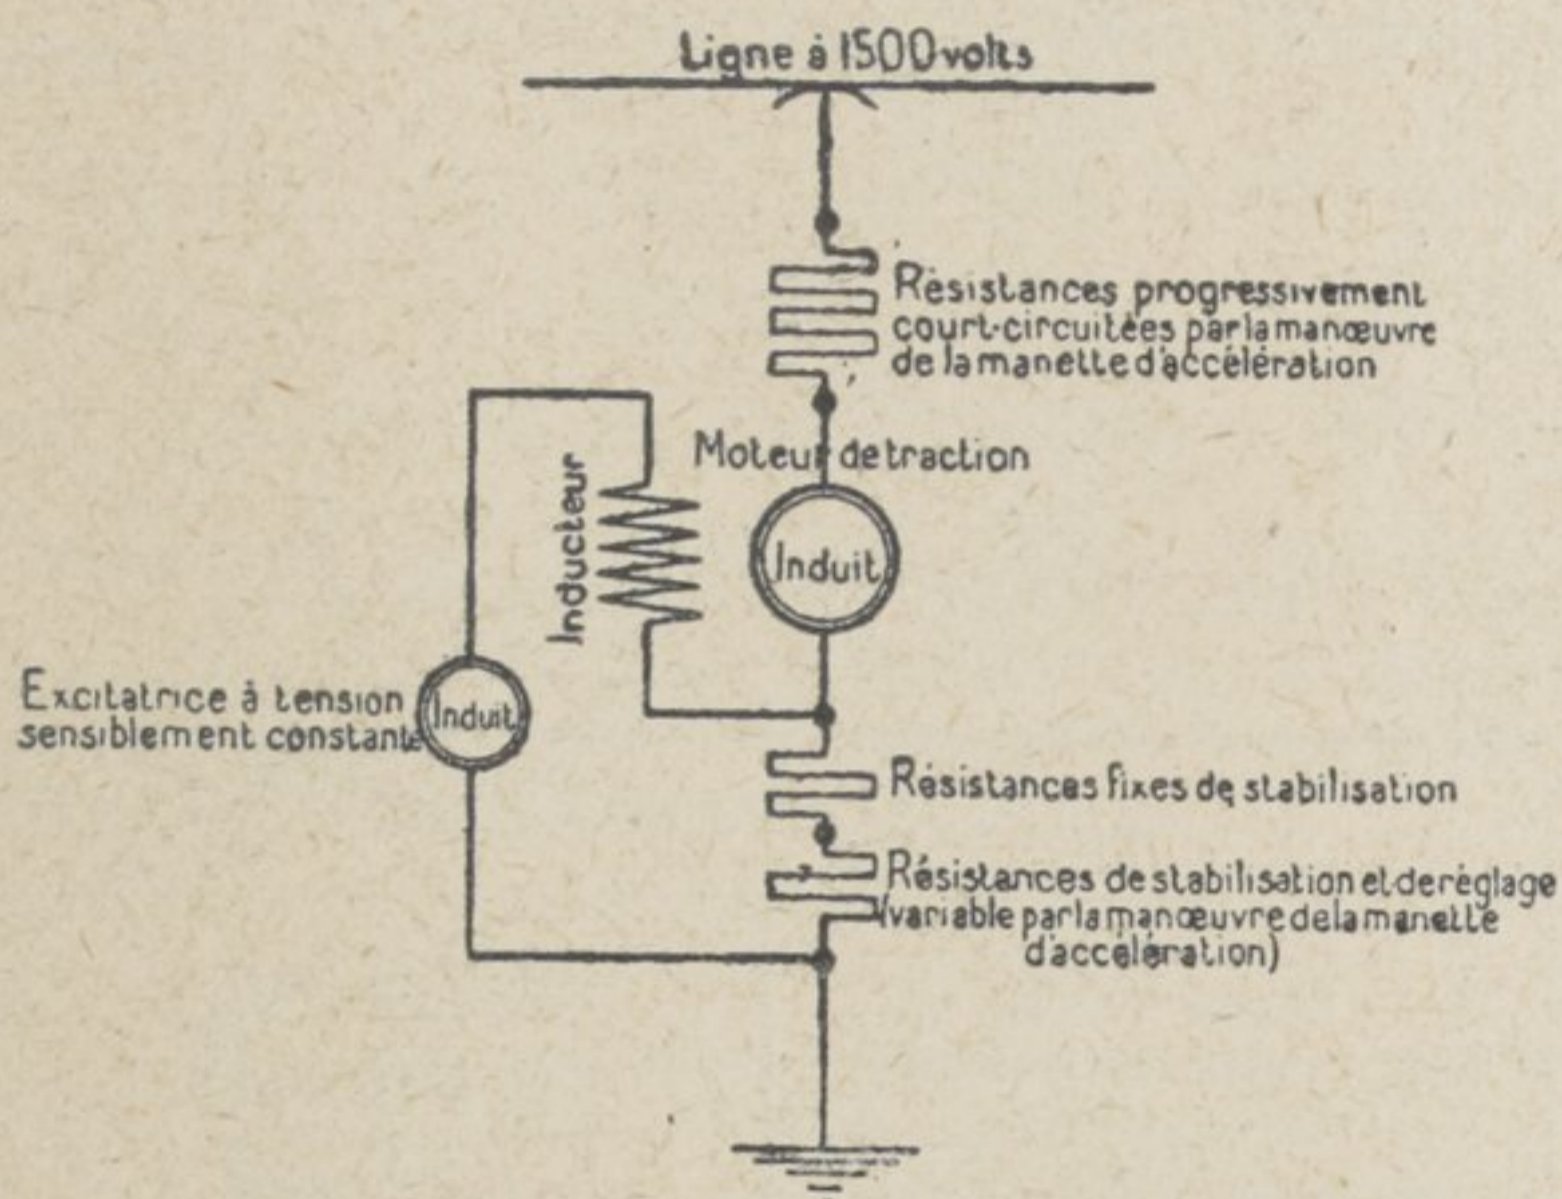 Ligne à 1500 volts
Résistances progressivement
court-circuitées par la manœuvre
de la manette d'accélération
Moteur de traction
Inducteur
Induit
Excitatrice à tension
sensiblement constante
Induit
Résistances fixes de stabilisation
Résistances de stabilisation et de réglage
(variable par la manœuvre de la manette
d'accélération)